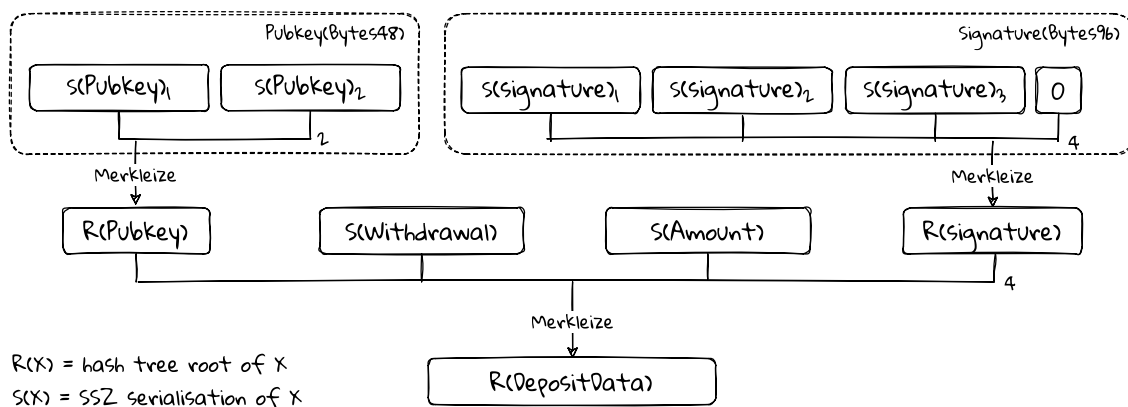 Pubkey(Bytes48)
Signature(Bytes96)
S(Pubkey)1
S(Pubkey)2
S(Signature)1
S(Signature)2
S(Signature)3
0
2
4
Merkleize
Merkleize
R(Pubkey)
S(Withdrawal)
S(Amount)
R(Signature)
4
Merkleize
R(X) = hash tree root of X
S(X) = SSZ serialisation of X
R(DepositData)